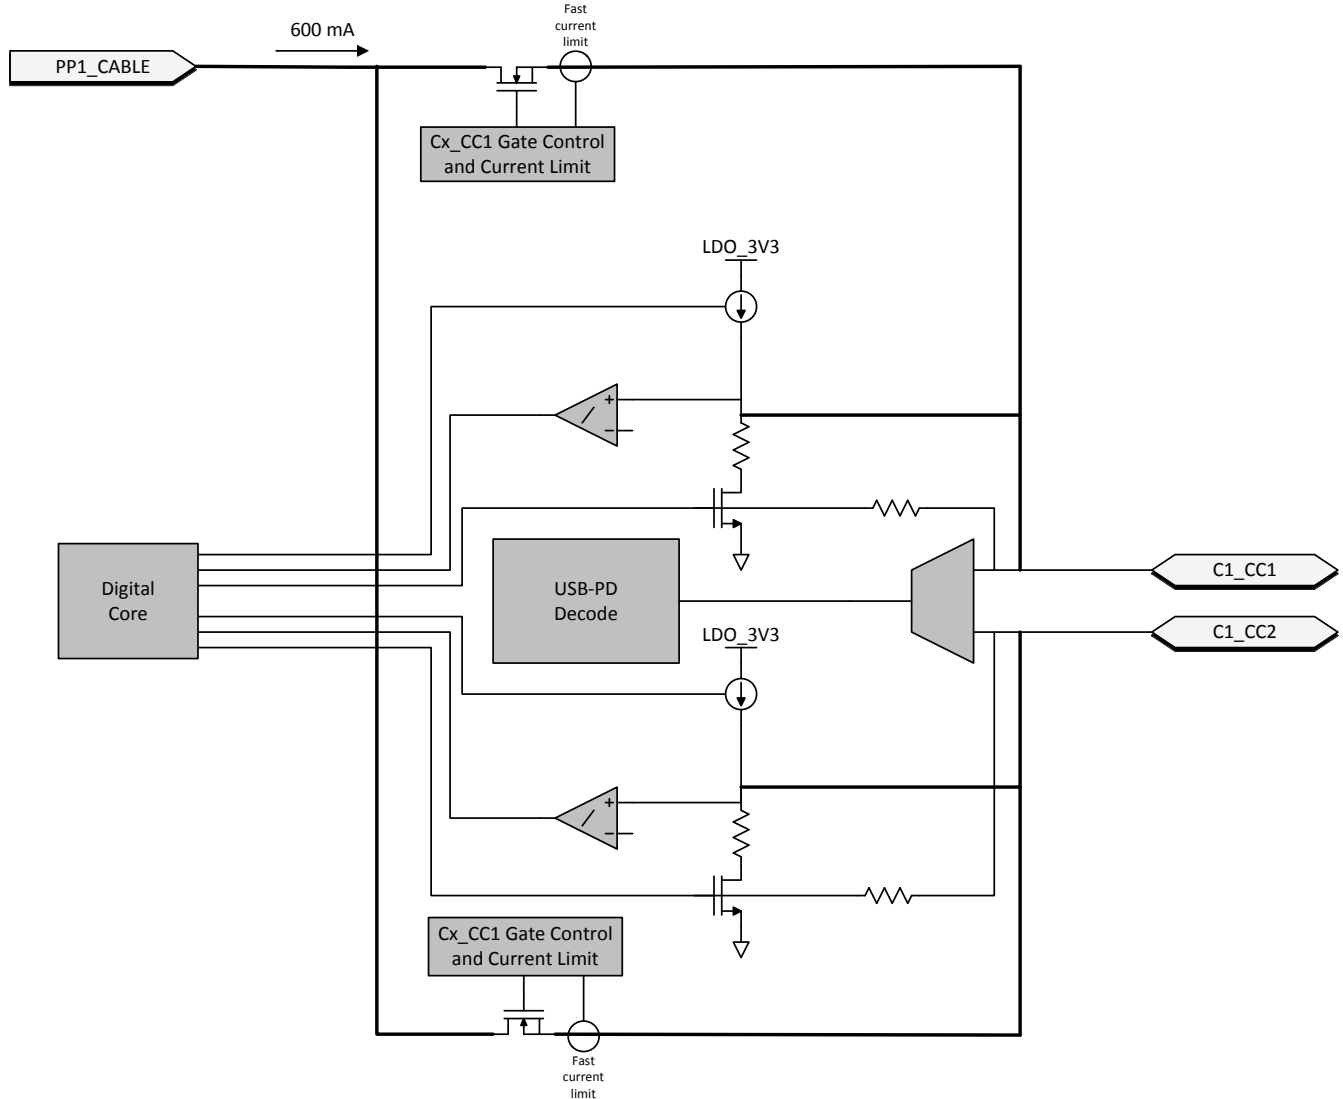 Fast
current
limit
600 mA
PP1_CABLE
Cx_CC1 Gate Control
and Current Limit
LDO_3V3
+
−
Digital
Core
USB-PD
Decode
C1_CC1
C1_CC2
LDO_3V3
+
−
Cx_CC1 Gate Control
and Current Limit
Fast
current
limit